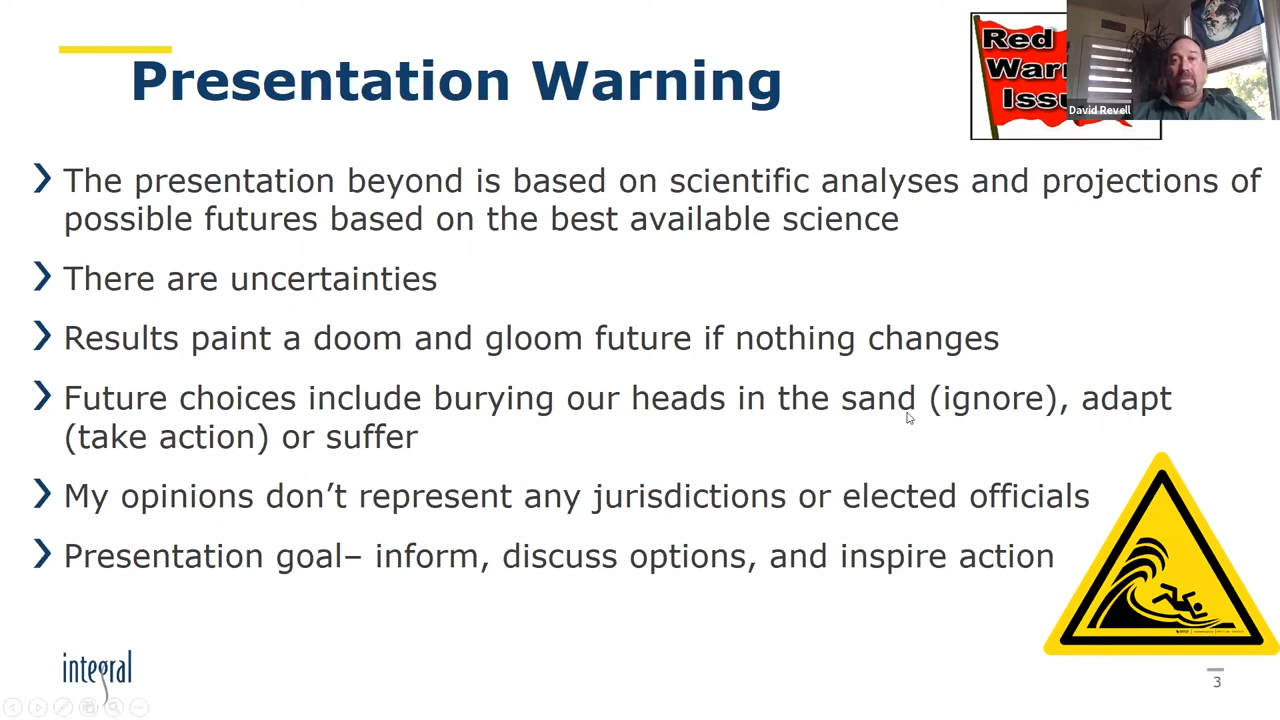 Presentation Warning
Red
War
Issu
David Revell
The presentation beyond is based on scientific analyses and projections of
possible futures based on the best available science
There are uncertainties
Results paint a doom and gloom future if nothing changes
Future choices include burying our heads in the sand (ignore), adapt
(take action) or suffer
My opinions don’t represent any jurisdictions or elected officials
Presentation goal– inform, discuss options, and inspire action
integral
3